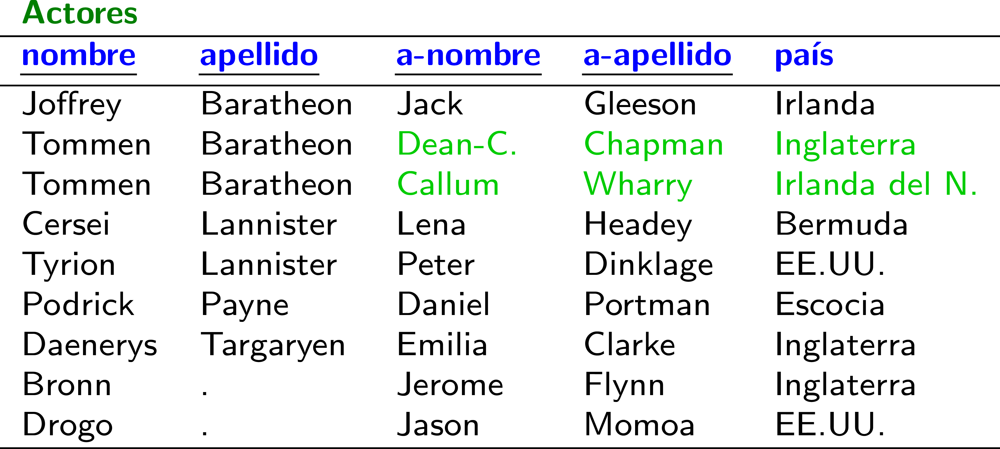 Actores
nombre apellido a-nombre a-apellido país
Joffrey Baratheon Jack Gleeson Irlanda
Tommen Baratheon Dean-C. Chapman Inglaterra
Tommen Baratheon Callum Wharry Irlanda del N.
Cersei Lannister Lena Headey Bermuda
Tyrion Lannister Peter Dinklage EE.UU.
Podrick Payne Daniel Portman Escocia
Daenerys Targaryen Emilia Clarke Inglaterra
Bronn . Jerome Flynn Inglaterra
Drogo . Jason Momoa EE.UU.